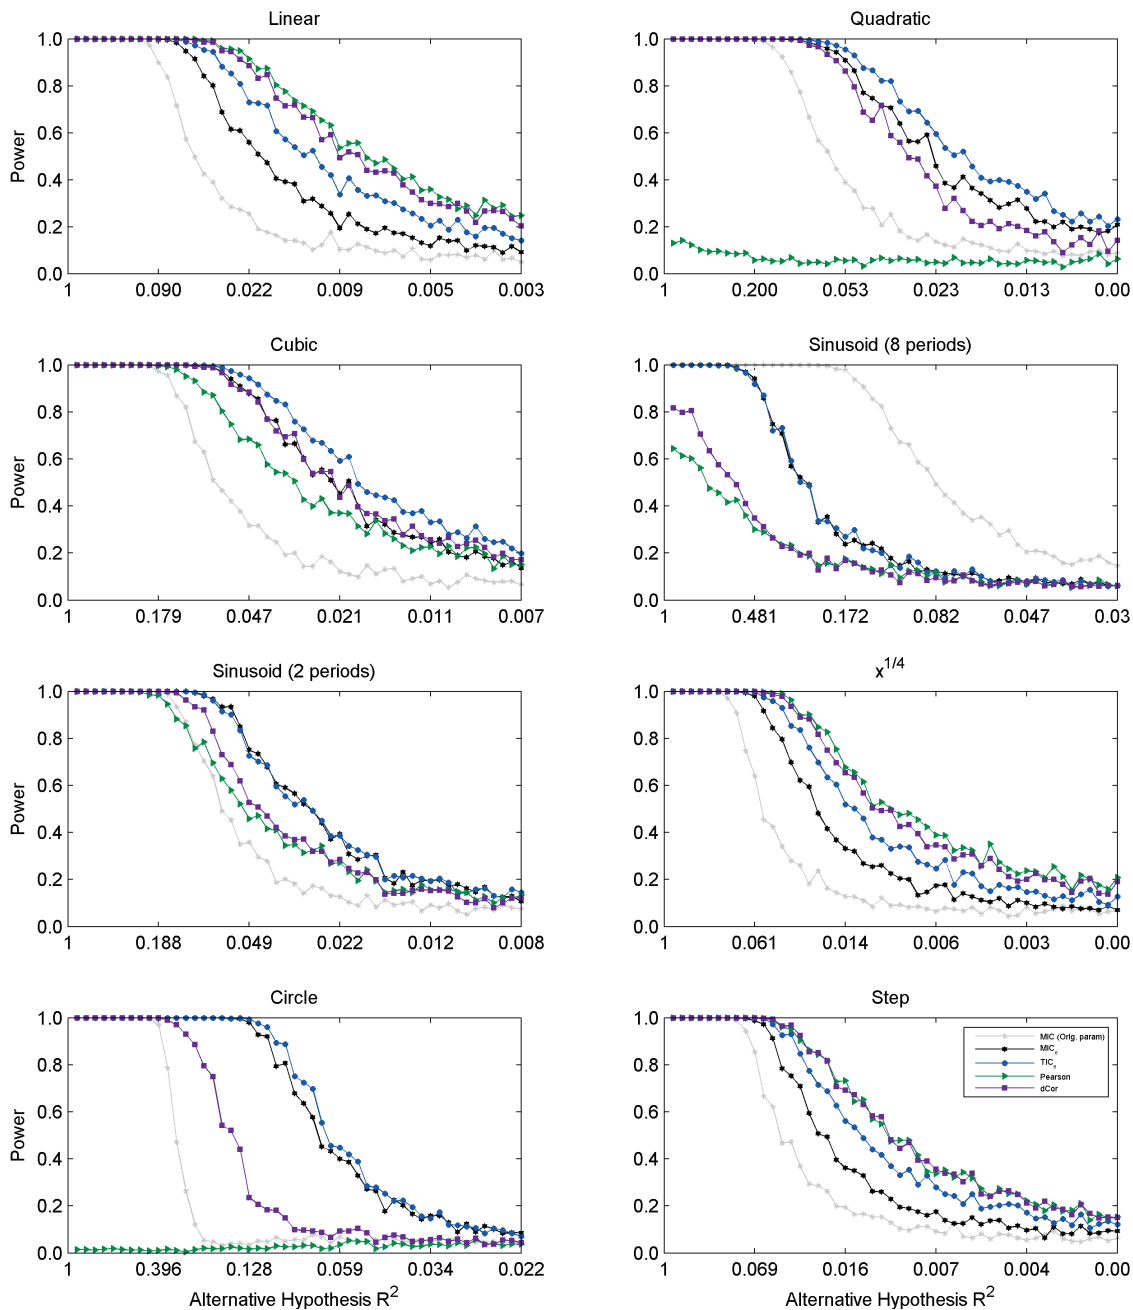 Linear
Power
1.0
0.8
0.6
0.4
0.2
0.0
1 0.090 0.022 0.009 0.005 0.003
Quadratic
1.0
0.8
0.6
0.4
0.2
0.0
1 0.200 0.053 0.023 0.013 0.00
Cubic
Power
1.0
0.8
0.6
0.4
0.2
0.0
1 0.179 0.047 0.021 0.011 0.007
Sinusoid (8 periods)
1.0
0.8
0.6
0.4
0.2
0.0
1 0.481 0.172 0.082 0.047 0.03
Sinusoid (2 periods)
Power
1.0
0.8
0.6
0.4
0.2
0.0
1 0.188 0.049 0.022 0.012 0.008
x^1/4
1.0
0.8
0.6
0.4
0.2
0.0
1 0.061 0.014 0.006 0.003 0.00
Circle
Power
1.0
0.8
0.6
0.4
0.2
0.0
1 0.396 0.128 0.059 0.034 0.022
Alternative Hypothesis R^2
Step
1.0
0.8
0.6
0.4
0.2
0.0
MIC (Orig. param)
MIC_e
TIC_e
Pearson
dCor
1 0.069 0.016 0.007 0.004 0.00
Alternative Hypothesis R^2